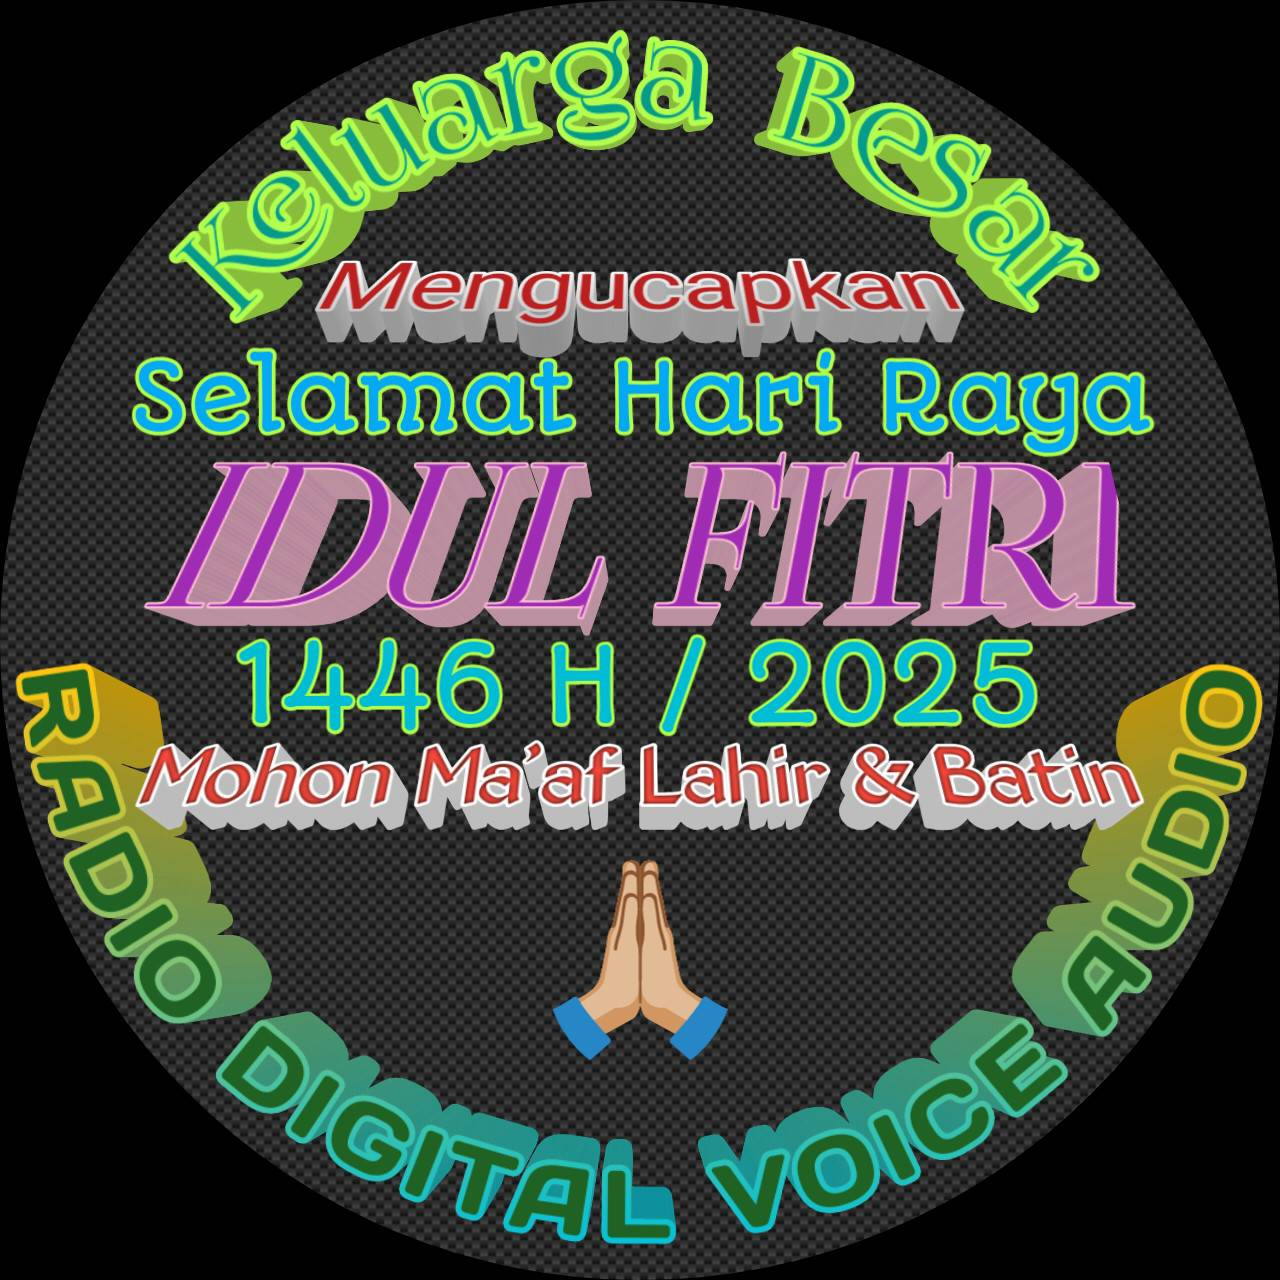 Keluarga Besar
Mengucapkan
Selamat Hari Raya
IDUL FITRI
1446 H / 2025
Mohon Ma'af Lahir & Batin
RADIO DIGITAL VOICE AUDIO